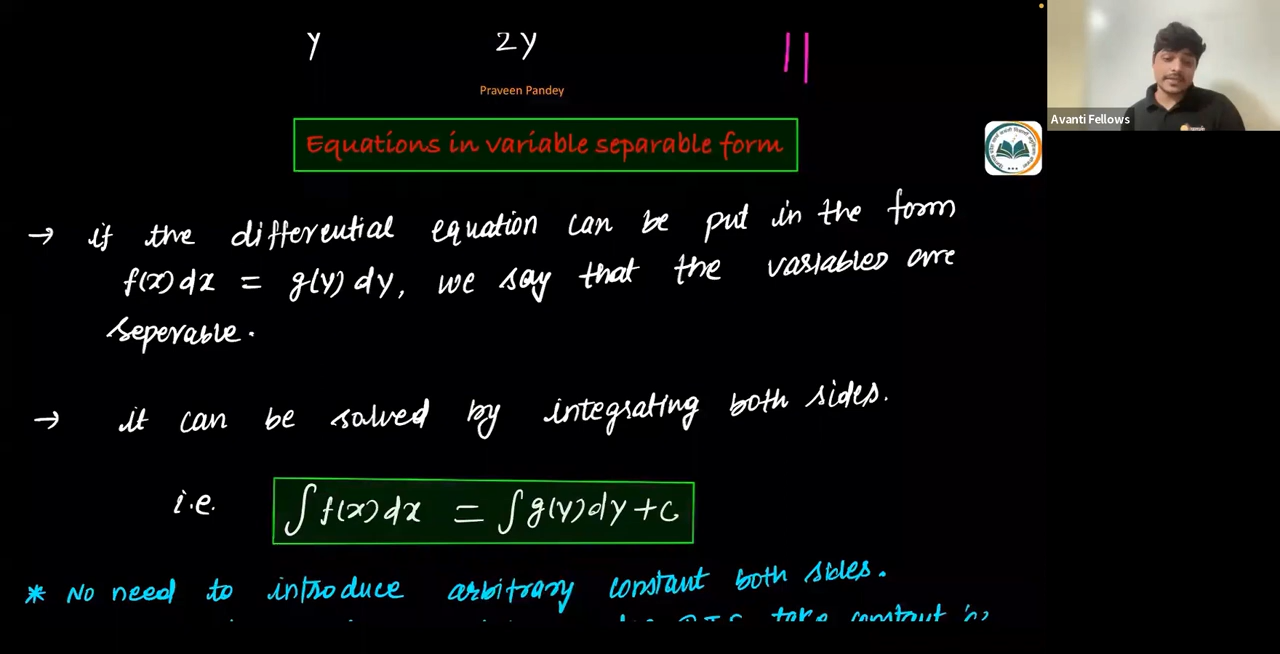 y 2y
Praveen Pandey
Avanti Fellows
Equations in variable separable form
→ if the differential equation can be put in the form
f(x)dx = g(y)dy, we say that the variables are
seperable.
→ it can be solved by integrating both sides.
i.e. ∫f(x)dx = ∫g(y)dy+c
* No need to introduce arbitrary constant both sides.
take constant